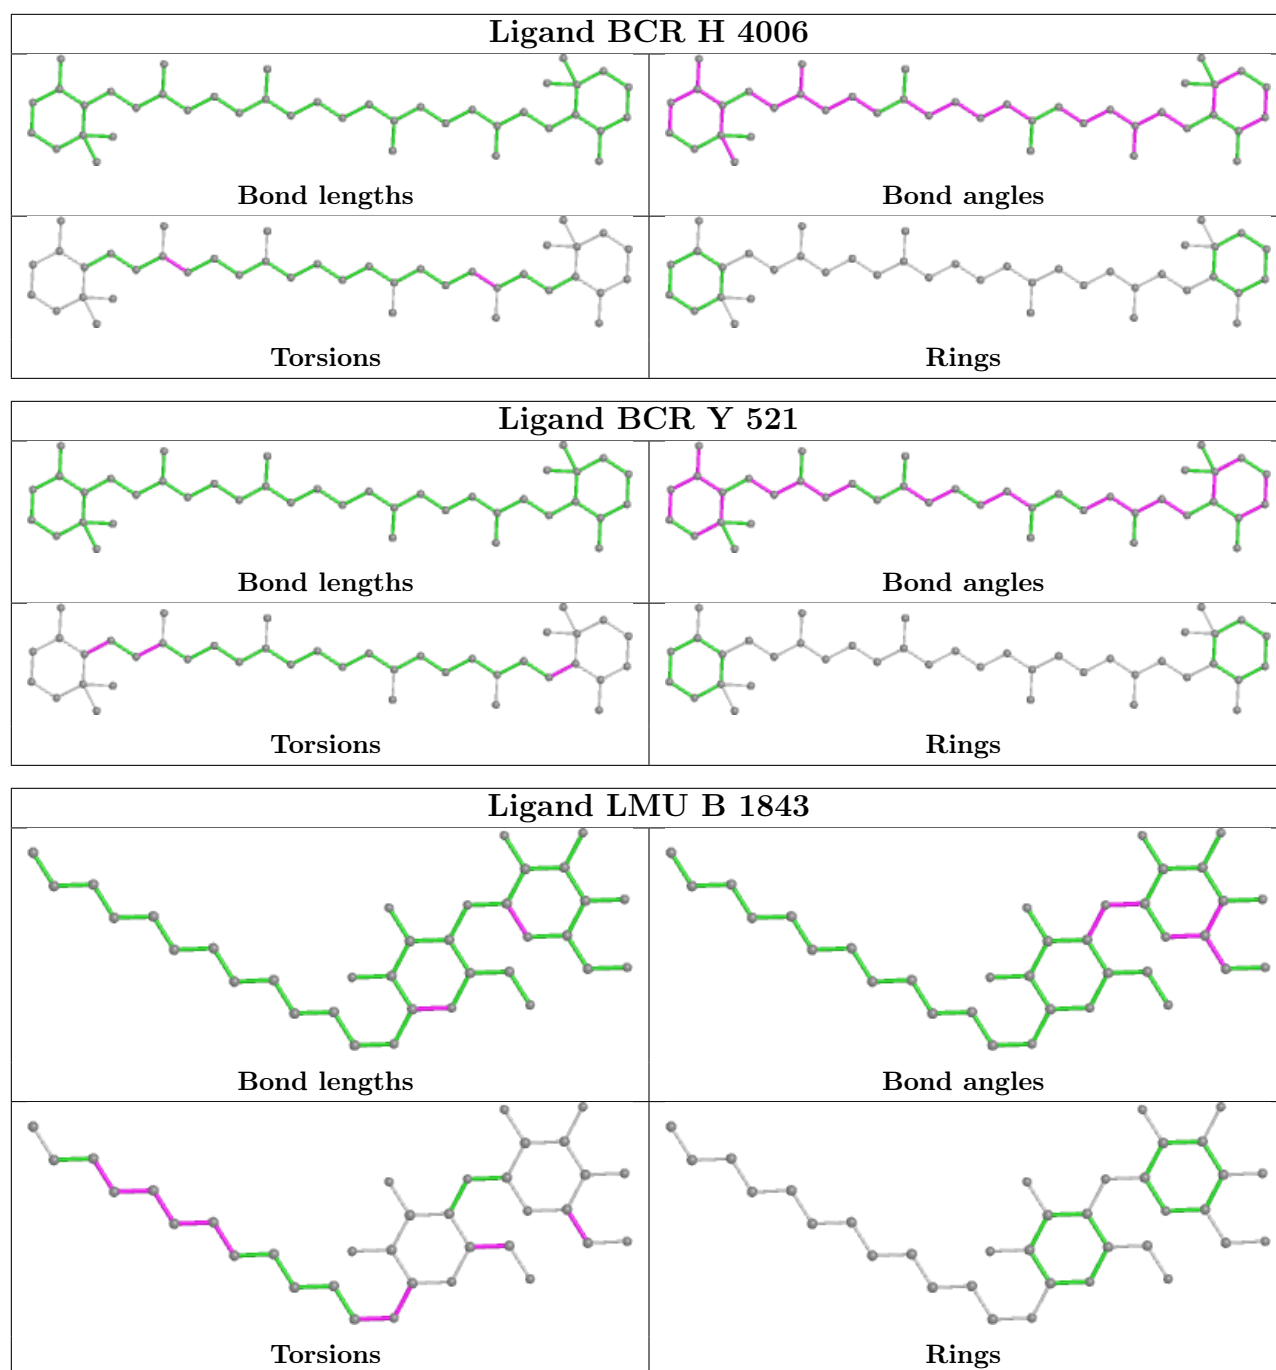 Ligand BCR H 4006
Bond lengths
Bond angles
Torsions
Rings
Ligand BCR Y 521
Bond lengths
Bond angles
Torsions
Rings
Ligand LMU B 1843
Bond lengths
Bond angles
Torsions
Rings